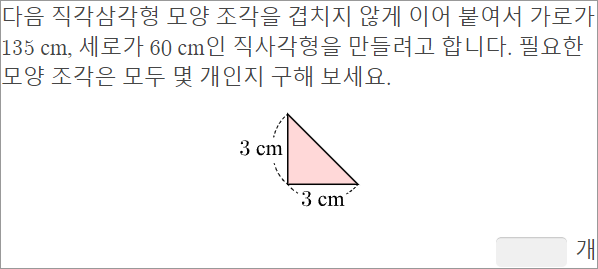 다음 직각삼각형 모양 조각을 겹치지 않게 이어 붙여서 가로가
135 cm, 세로가 60 cm인 직사각형을 만들려고 합니다. 필요한
모양 조각은 모두 몇 개인지 구해 보세요.
3 cm
3 cm
개